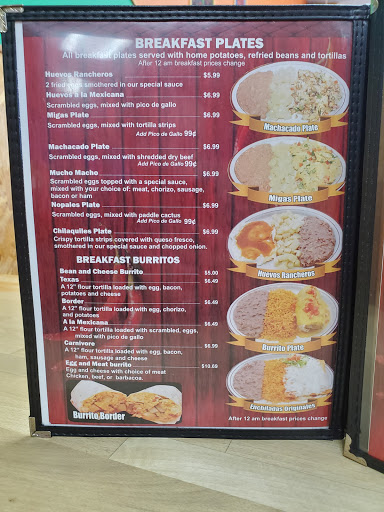 BREAKFAST PLATES
All breakfast plates served with home potatoes, refried beans and tortillas
After 12 am breakfast prices change
Huevos Rancheros $5.99
2 fried smothered in our special sauce
Huevos a la Mexicana $5.99
Scrambled eggs, mixed with pico de gallo
Migas Plate $6.99
Scrambled eggs, mixed with tortilla strips
Add Pico de Gallo 99¢
Machacado Plate $6.99
Scrambled eggs, mixed with shredded dry beef
Add Pico de Gallo 99¢
Mucho Macho $6.99
Scrambled eggs topped with a special sauce,
mixed with your choice of: meat, chorizo, sausage,
bacon or ham
Nopales Plate $6.99
Scrambled eggs, mixed with paddle cactus
Add Pico de Gallo 99¢
Chilaquiles Plate $6.99
Crispy tortilla strips covered with queso fresco,
smothered in our special sauce and chopped onion.
BREAKFAST BURRITOS
Bean and Cheese Burrito $5.00
Texas $6.49
A 12" flour tortilla loaded with egg, bacon,
potatoes and cheese
Border $6.49
A 12" flour tortilla loaded with egg, chorizo,
and potatoes
A la Mexicana $6.49
A 12" flour tortilla loaded with scrambled, eggs,
mixed with pico de gallo
Carnivore $6.99
A 12" flour tortilla loaded with egg, bacon,
ham, sausage and cheese
Egg and Meat burrito $10.69
Egg and cheese with choice of meat
Chicken, beef, or barbacoa.
Burrito Border
Machacado Plate
Migas Plate
Huevos Rancheros
Burrito Plate
Enchiladas Originales
After 12 am breakfast prices change